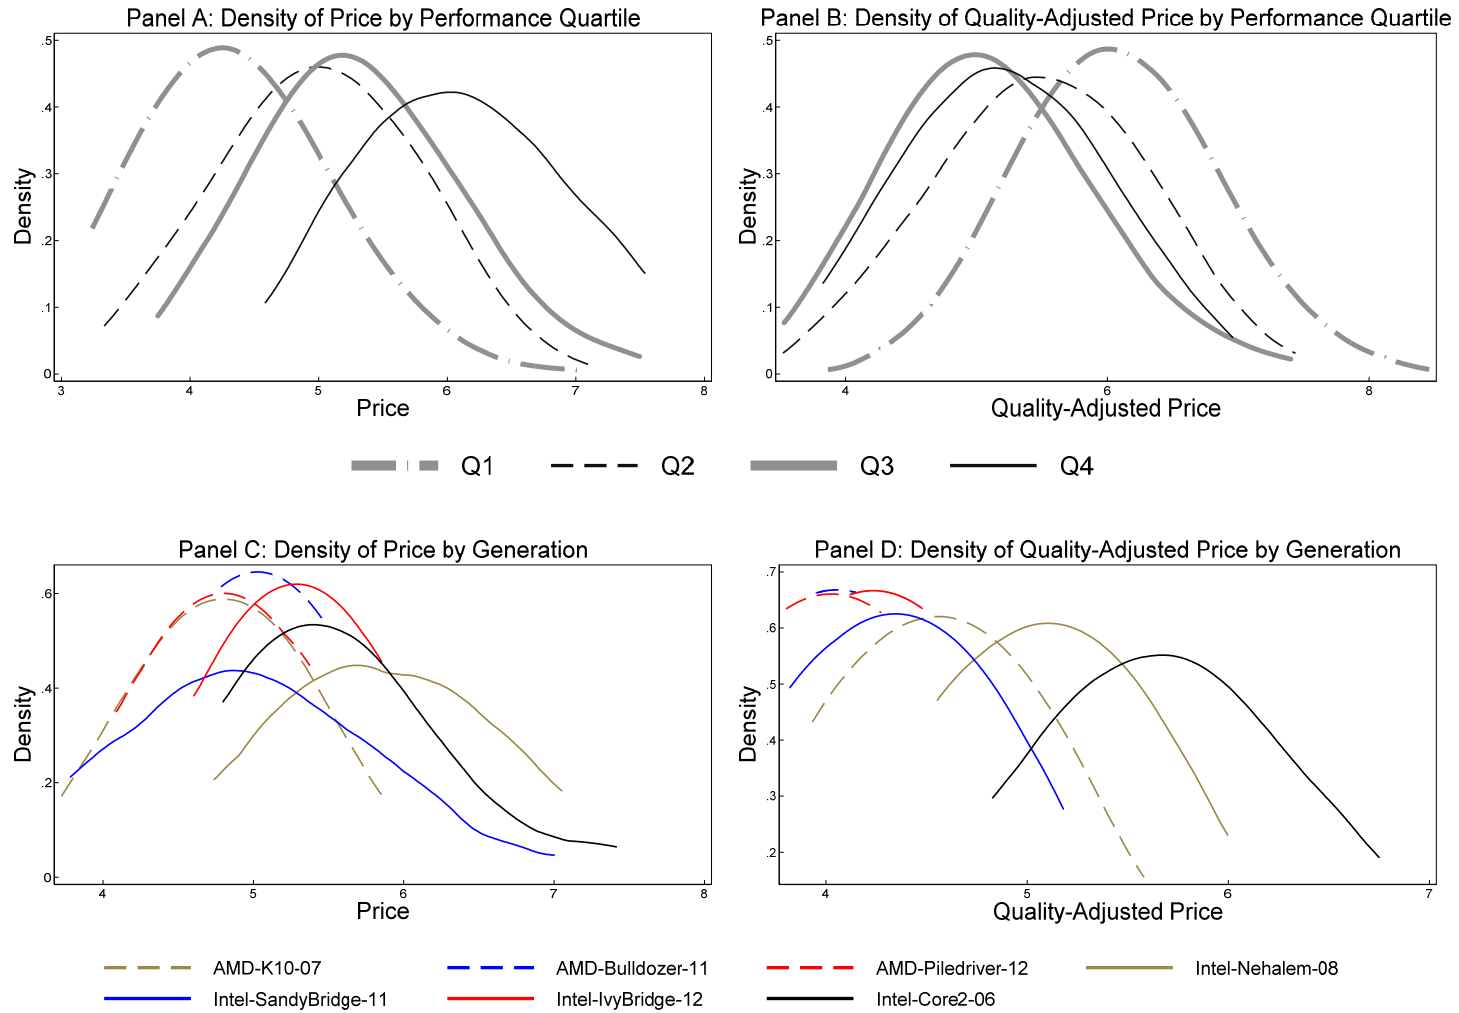 Panel A: Density of Price by Performance Quartile
.5
.4
.3
.2
.1
0
Density
3 4 5 6 7 8
Price
Panel B: Density of Quality-Adjusted Price by Performance Quartile
.5
.4
.3
.2
.1
0
Density
4 6 8
Quality-Adjusted Price
Q1 Q2 Q3 Q4
Panel C: Density of Price by Generation
.6
.4
.2
0
Density
4 5 6 7 8
Price
Panel D: Density of Quality-Adjusted Price by Generation
.7
.6
.5
.4
.3
.2
Density
4 5 6 7
Quality-Adjusted Price
AMD-K10-07 AMD-Bulldozer-11 AMD-Piledriver-12 Intel-Nehalem-08
Intel-SandyBridge-11 Intel-IvyBridge-12 Intel-Core2-06